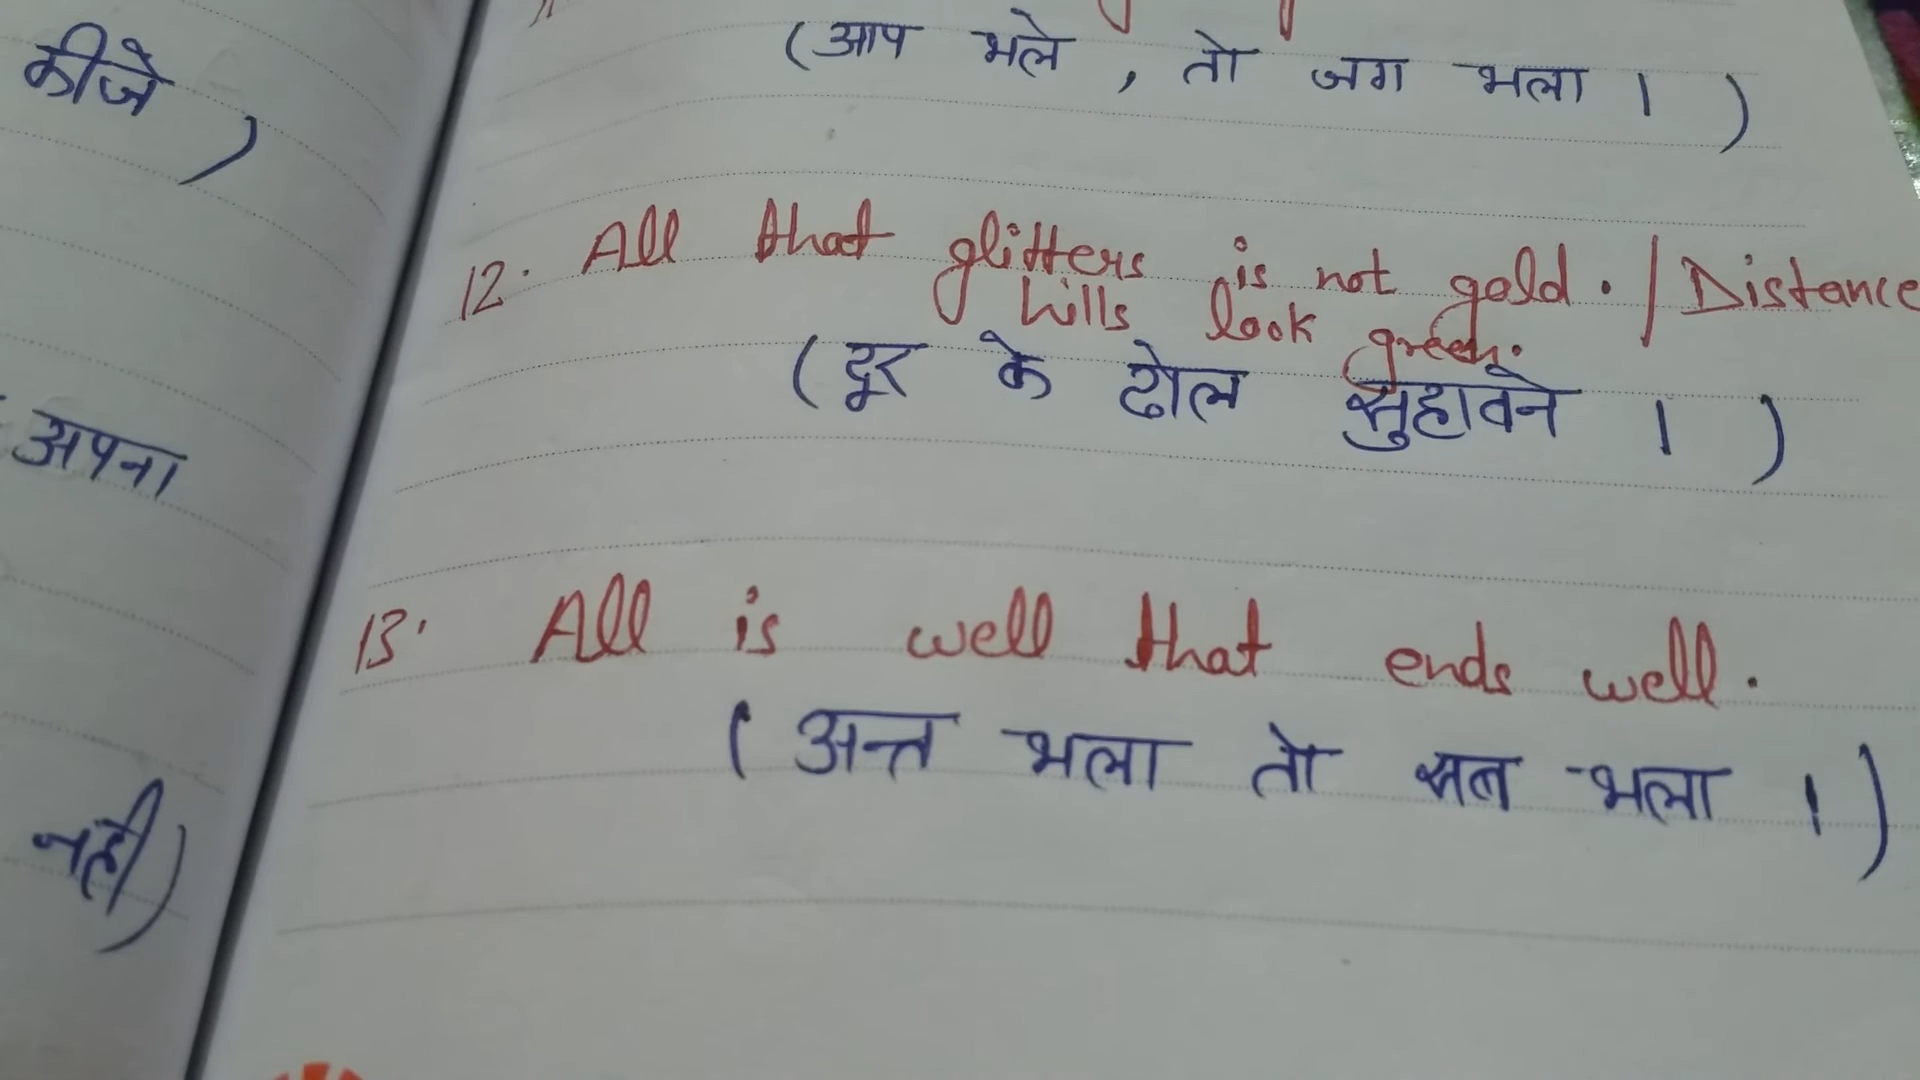 कीजे )
अपना
नही )
( आप भले , तो जग भला । )
12. All that glitters is not gold . / Distance
hills look green.
( दूर के ढोल सुहावने । )
13. All is well that ends well .
( अन्त भला तो सब भला । )